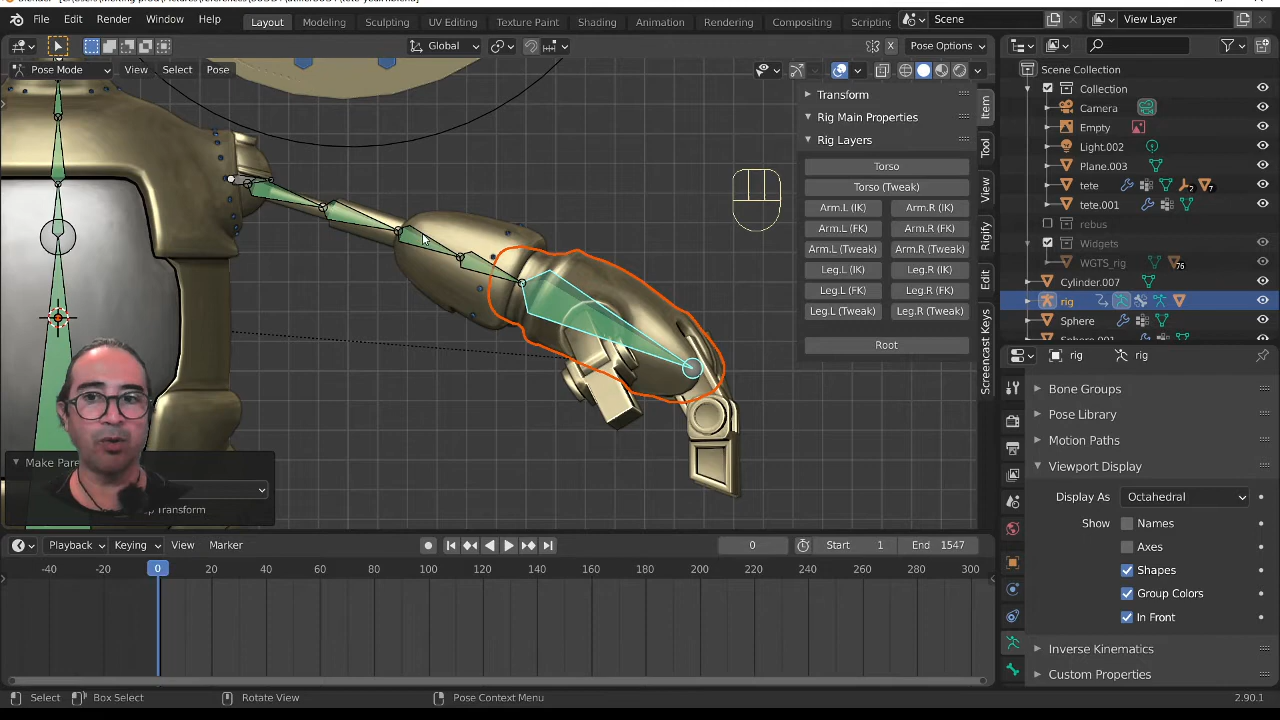 File Edit Render Window Help Layout Modeling Sculpting UV Editing Texture Paint Shading Animation Rendering Compositing Scripting Scene View Layer
Global Pose Options
Pose Mode View Select Pose
Transform
Rig Main Properties
Rig Layers
Torso
Torso (Tweak)
Arm.L (IK) Arm.R (IK)
Arm.L (FK) Arm.R (FK)
Arm.L (Tweak) Arm.R (Tweak)
Leg.L (IK) Leg.R (IK)
Leg.L (FK) Leg.R (FK)
Leg.L (Tweak) Leg.R (Tweak)
Root
Item
Tool
View
Rigify
Edit
Screencast Keys
Scene Collection
Collection
Camera
Empty
Light.002
Plane.003
tete 2 7
tete.001
rebus
Widgets
WGTS_rig 76
Cylinder.007
rig
Sphere
rig rig
Bone Groups
Pose Library
Motion Paths
Viewport Display
Display As Octahedral
Show Names
Axes
Shapes
Group Colors
In Front
Inverse Kinematics
Custom Properties
Make Pare
Transform
Playback Keying View Marker 0 Start 1 End 1547
-40 -20 0 20 40 60 80 100 120 140 160 180 200 220 240 260 280 300
Select Box Select Rotate View Pose Context Menu 2.90.1